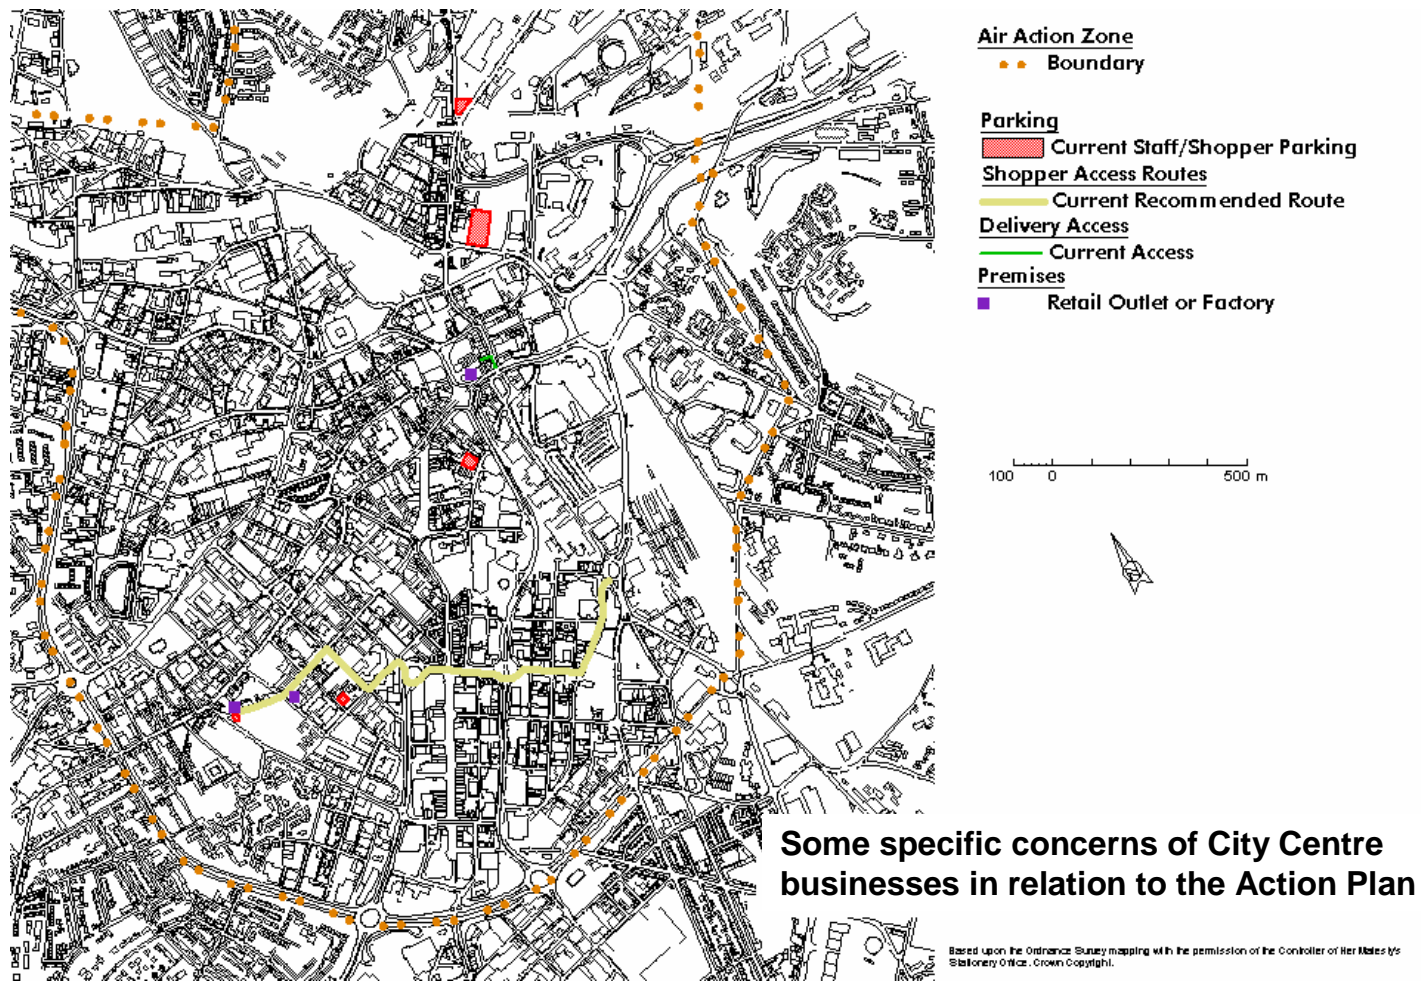 Air Action Zone
Boundary
Parking
Current Staff/Shopper Parking
Shopper Access Routes
Current Recommended Route
Delivery Access
Current Access
Premises
Retail Outlet or Factory
100 0 500 m
Some specific concerns of City Centre
businesses in relation to the Action Plan
Based upon the Ordnance Survey mapping with the permission of the Controller of Her Majesty's
Stationery Office. Crown Copyright.